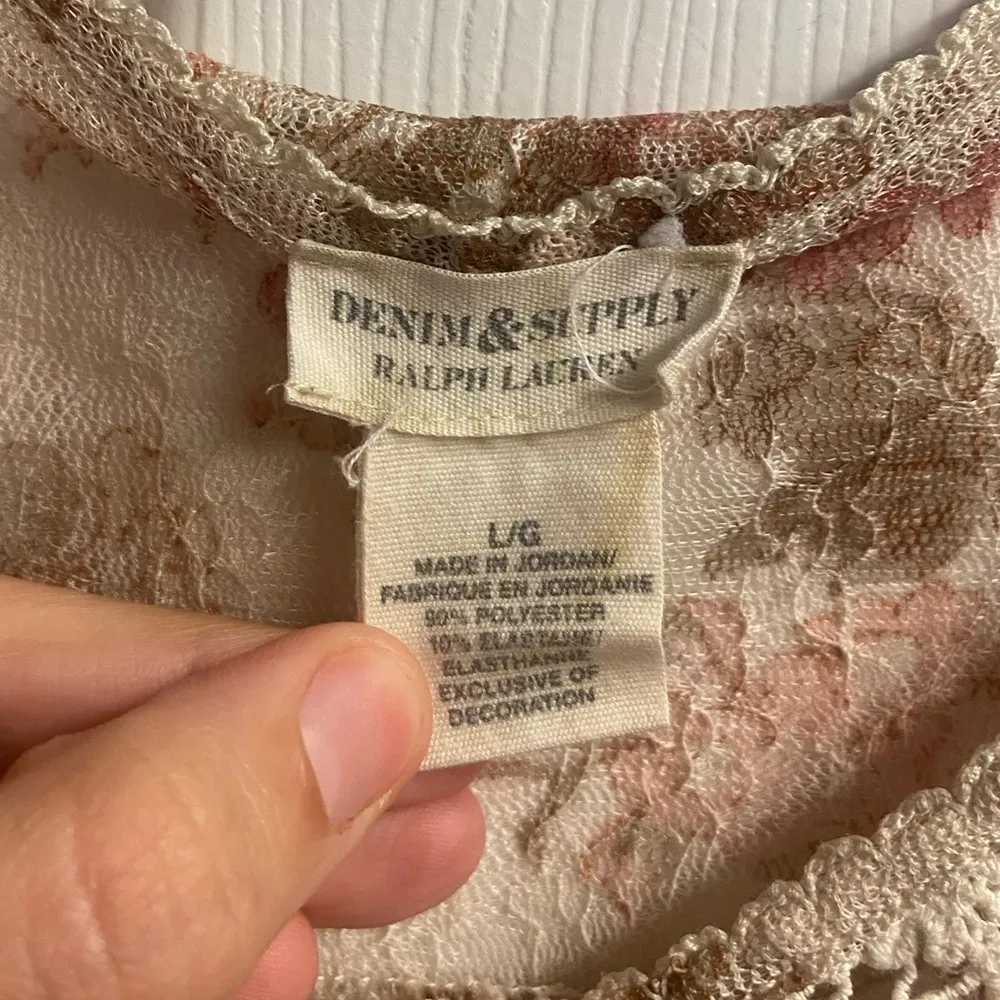 DENIM & SUPPLY
RALPH LAUREN
L/G
MADE IN JORDAN/
FABRIQUE EN JORDANIE
90% POLYESTER
10% ELASTANE/
ELASTHANNE
EXCLUSIVE OF
DECORATION